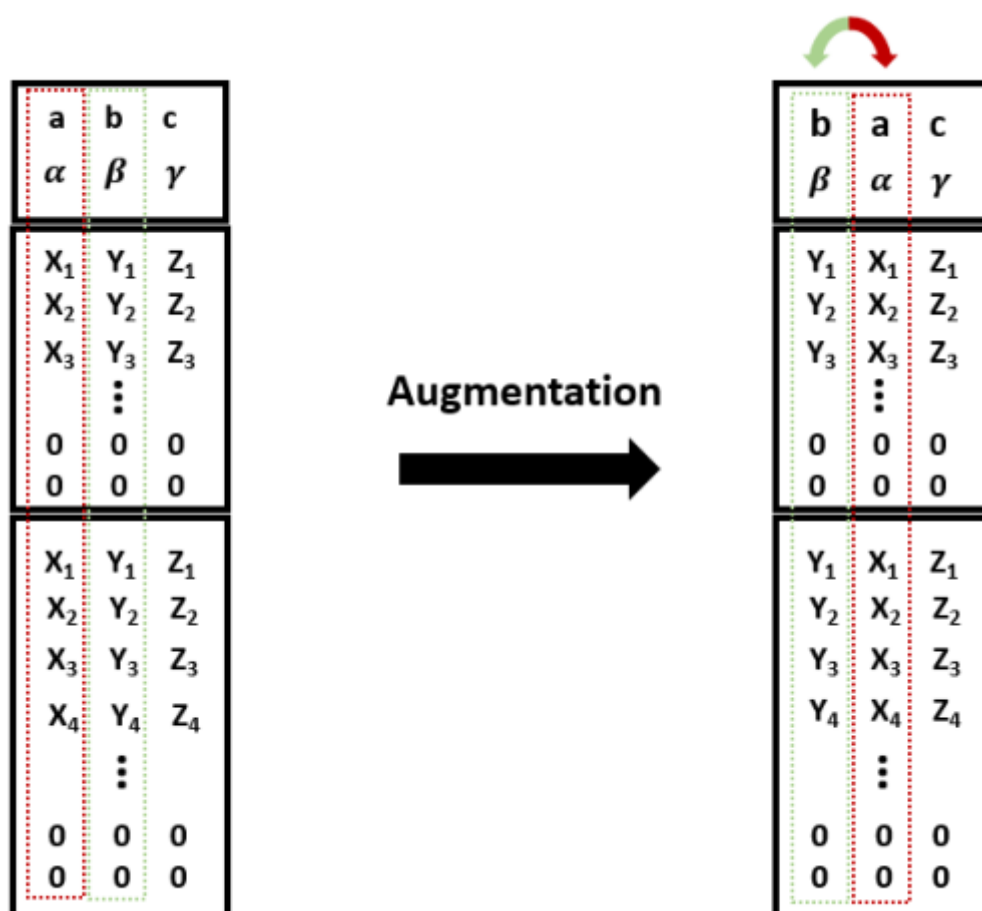 a b c
α β γ
X₁ Y₁ Z₁
X₂ Y₂ Z₂
X₃ Y₃ Z₃
⋮
0 0 0
0 0 0
X₁ Y₁ Z₁
X₂ Y₂ Z₂
X₃ Y₃ Z₃
X₄ Y₄ Z₄
⋮
0 0 0
0 0 0
Augmentation
b a c
β α γ
Y₁ X₁ Z₁
Y₂ X₂ Z₂
Y₃ X₃ Z₃
⋮
0 0 0
0 0 0
Y₁ X₁ Z₁
Y₂ X₂ Z₂
Y₃ X₃ Z₃
Y₄ X₄ Z₄
⋮
0 0 0
0 0 0